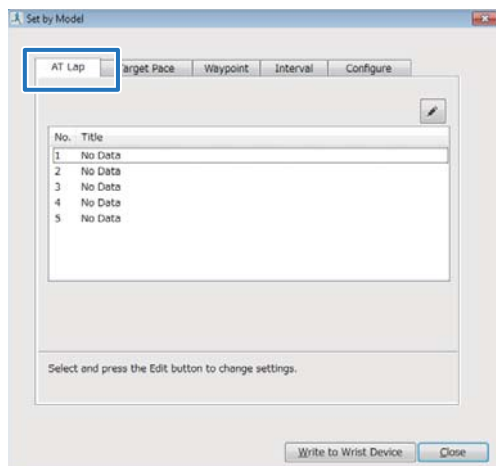 Set by Model
AT Lap Target Pace Waypoint Interval Configure
No. Title
1 No Data
2 No Data
3 No Data
4 No Data
5 No Data
Select and press the Edit button to change settings.
Write to Wrist Device Close